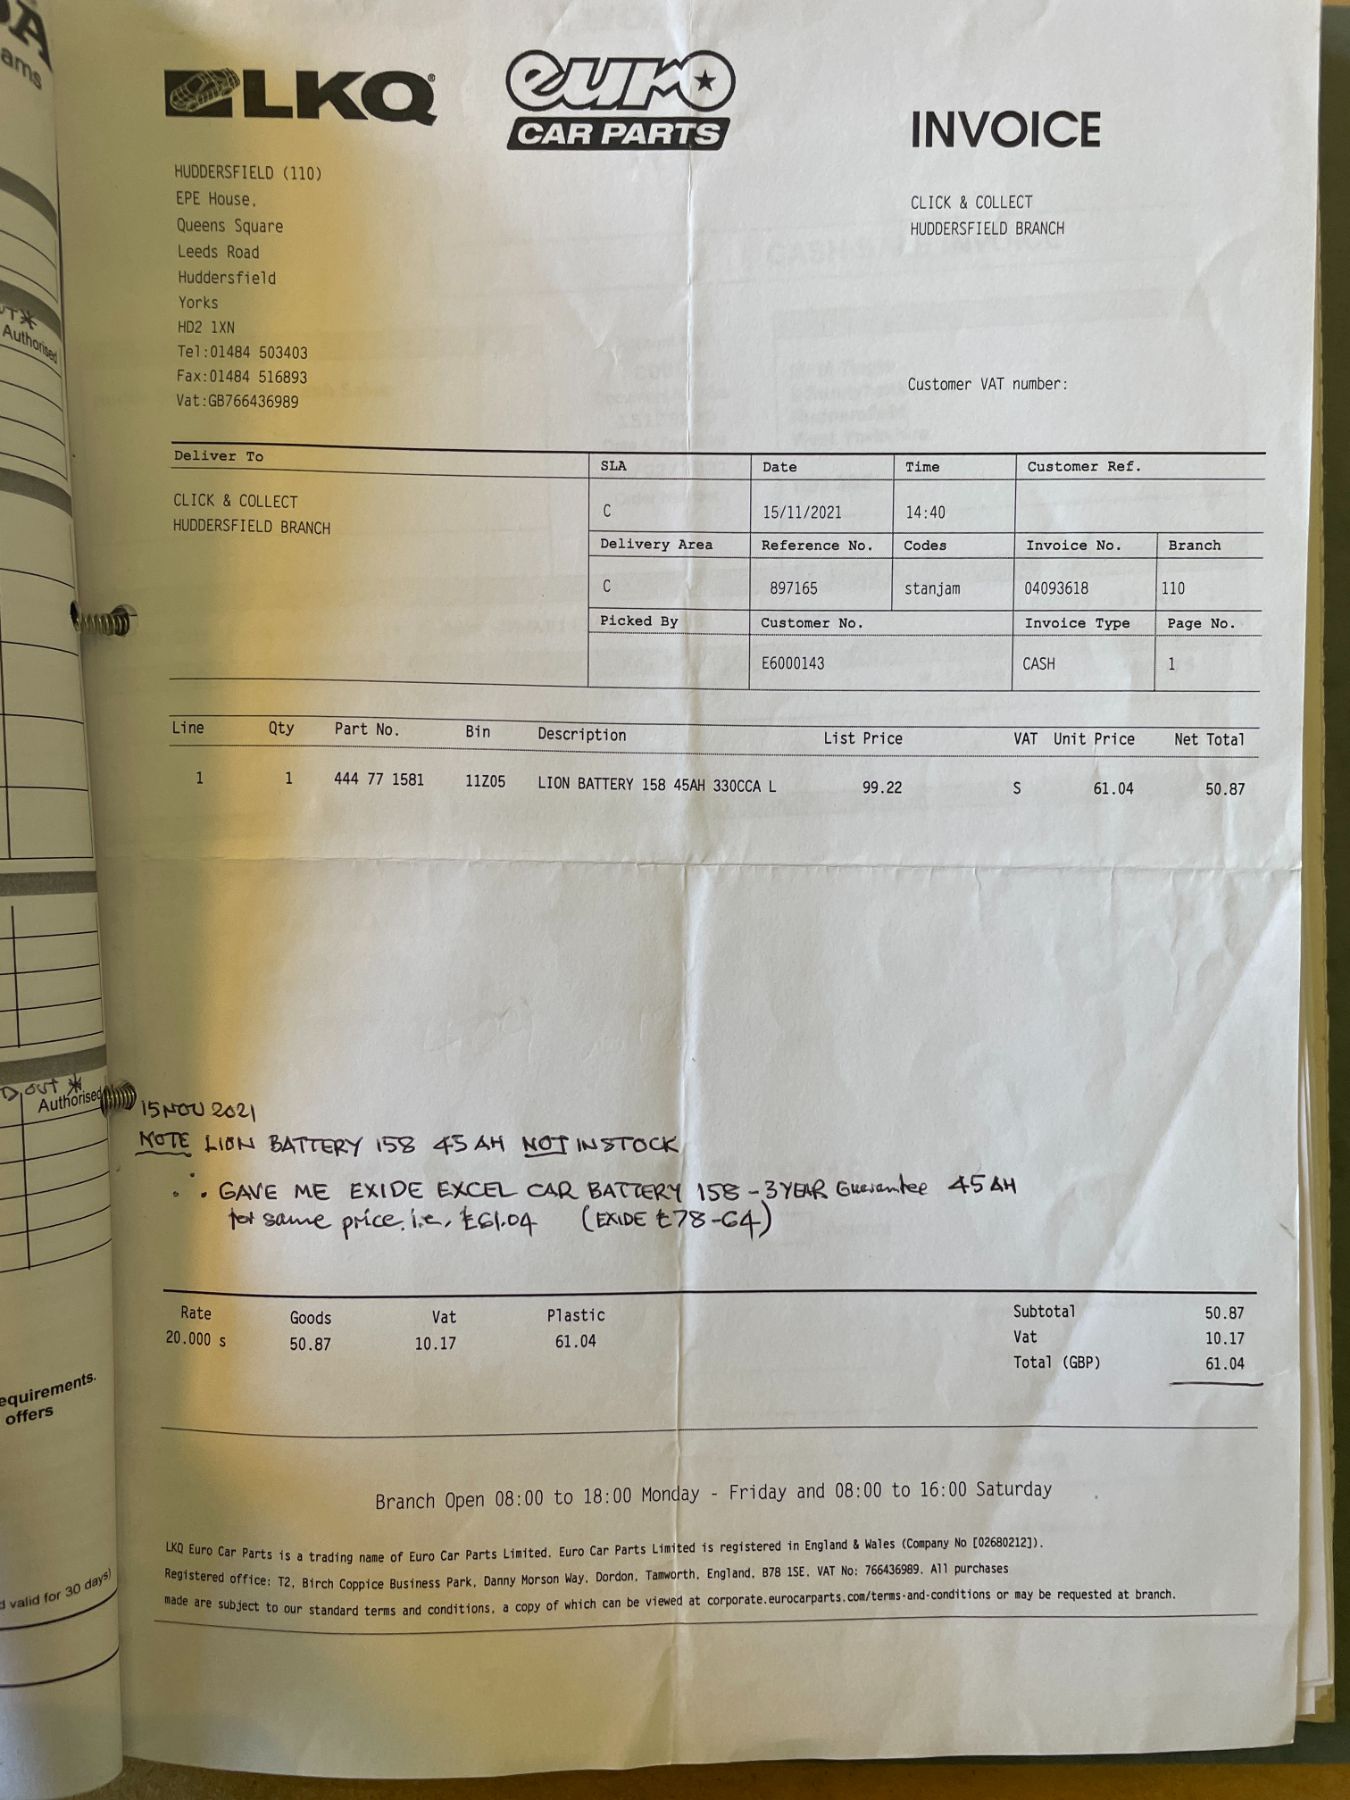 LKQ
euro
CAR PARTS
INVOICE
HUDDERSFIELD (110)
EPE House,
Queens Square
Leeds Road
Huddersfield
Yorks
HD2 1XN
Tel:01484 503403
Fax:01484 516893
Vat:GB766436989
CLICK & COLLECT
HUDDERSFIELD BRANCH
Customer VAT number:
Deliver To
CLICK & COLLECT
HUDDERSFIELD BRANCH
SLA Date Time Customer Ref.
C 15/11/2021 14:40
Delivery Area Reference No. Codes Invoice No. Branch
C 897165 stanjam 04093618 110
Picked By Customer No. Invoice Type Page No.
E6000143 CASH 1
Line Qty Part No. Bin Description List Price VAT Unit Price Net Total
1 1 444 77 1581 11Z05 LION BATTERY 158 45AH 330CCA L 99.22 S 61.04 50.87
15 NOV 2021
NOTE LION BATTERY 158 45 AH NOT IN STOCK
∴ GAVE ME EXIDE EXCEL CAR BATTERY 158 - 3 YEAR Guarantee 45 AH
for same price. i.e. £61.04 (EXIDE £78-64)
Rate Goods Vat Plastic
20.000 s 50.87 10.17 61.04
Subtotal 50.87
Vat 10.17
Total (GBP) 61.04
Branch Open 08:00 to 18:00 Monday - Friday and 08:00 to 16:00 Saturday
LKQ Euro Car Parts is a trading name of Euro Car Parts Limited. Euro Car Parts Limited is registered in England & Wales (Company No [02680212]).
Registered office: T2, Birch Coppice Business Park, Danny Morson Way, Dordon, Tamworth, England, B78 1SE. VAT No: 766436989. All purchases
made are subject to our standard terms and conditions, a copy of which can be viewed at corporate.eurocarparts.com/terms-and-conditions or may be requested at branch.
Authorised
OUT *
Authorised
equirements.
offers
valid for 30 days)